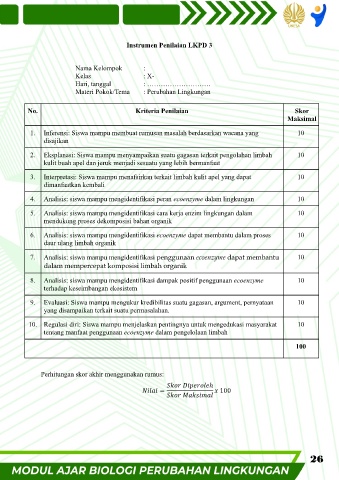 Instrumen Penilaian LKPD 3
Nama Kelompok :
Kelas : X-
Hari, tanggal : ..............................
Materi Pokok/Tema : Perubahan Lingkungan
No. Kriteria Penilaian Skor
Maksimal
1. Inferensi: Siswa mampu membuat rumusan masalah berdasarkan wacana yang 10
disajikan
2. Eksplanasi: Siswa mampu menyampaikan suatu gagasan terkait pengolahan limbah 10
kulit buah apel dan jeruk menjadi sesuatu yang lebih bermanfaat
3. Interpretasi: Siswa mampu menafsirkan terkait limbah kulit apel yang dapat 10
dimanfaatkan kembali
4. Analisis: siswa mampu mengidentifikasi peran ecoenzyme dalam lingkungan 10
5. Analisis: siswa mampu mengidentifikasi cara kerja enzim lingkungan dalam 10
mendukung proses dekomposisi bahan organik
6. Analisis: siswa mampu mengidentifikasi ecoenzyme dapat membantu dalam proses 10
daur ulang limbah organik
7. Analisis: siswa mampu mengidentifikasi penggunaan ecoenzyme dapat membantu 10
dalam mempercepat komposisi limbah organik
8. Analisis: siswa mampu mengidentifikasi dampak positif penggunaan ecoenzyme 10
terhadap keseimbangan ekosistem
9. Evaluasi: Siswa mampu mengukur kredibilitas suatu gagasan, argument, pernyataan 10
yang disampaikan terkait suatu permasalahan.
10. Regulasi diri: Siswa mampu menjelaskan pentingnya untuk mengedukasi masyarakat 10
tentang manfaat penggunaan ecoenzyme dalam pengelolaan limbah
100
Perhitungan skor akhir menggunakan rumus:
Nilai = Skor Diperoleh / Skor Maksimal x 100
26
MODUL AJAR BIOLOGI PERUBAHAN LINGKUNGAN